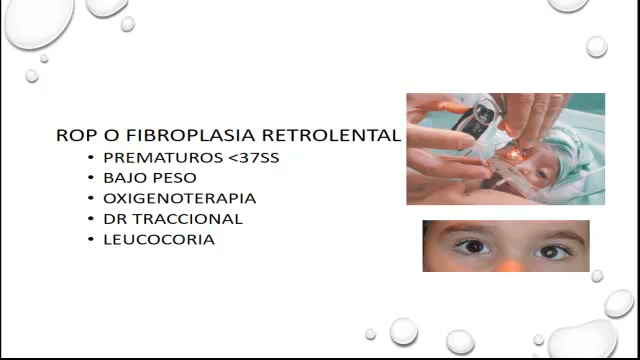 ROP O FIBROPLASIA RETROLENTAL
• PREMATUROS <37SS
• BAJO PESO
• OXIGENOTERAPIA
• DR TRACCIONAL
• LEUCOCORIA